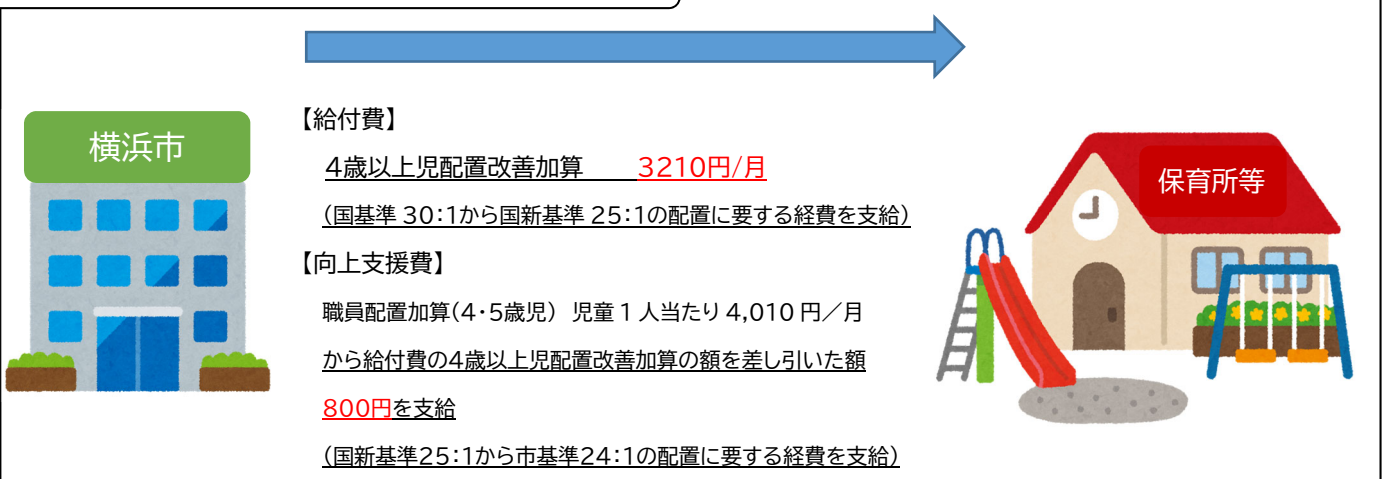 横浜市
【給付費】
4歳以上児配置改善加算　　3210円/月
（国基準 30：1から国新基準 25：1の配置に要する経費を支給）
【向上支援費】
職員配置加算（4・5歳児） 児童 1 人当たり 4,010 円／月
から給付費の4歳以上児配置改善加算の額を差し引いた額
800円を支給
（国新基準25：1から市基準24：1の配置に要する経費を支給）
保育所等